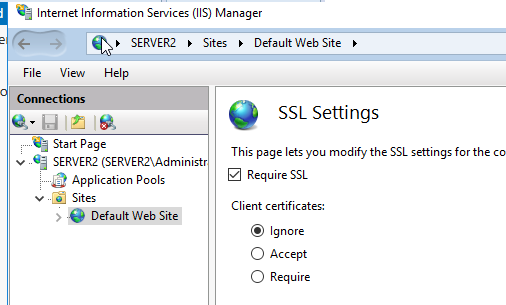 Internet Information Services (IIS) Manager
SERVER2 Sites Default Web Site
File View Help
Connections
Start Page
SERVER2 (SERVER2\Administra
Application Pools
Sites
Default Web Site
SSL Settings
This page lets you modify the SSL settings for the co
Require SSL
Client certificates:
Ignore
Accept
Require